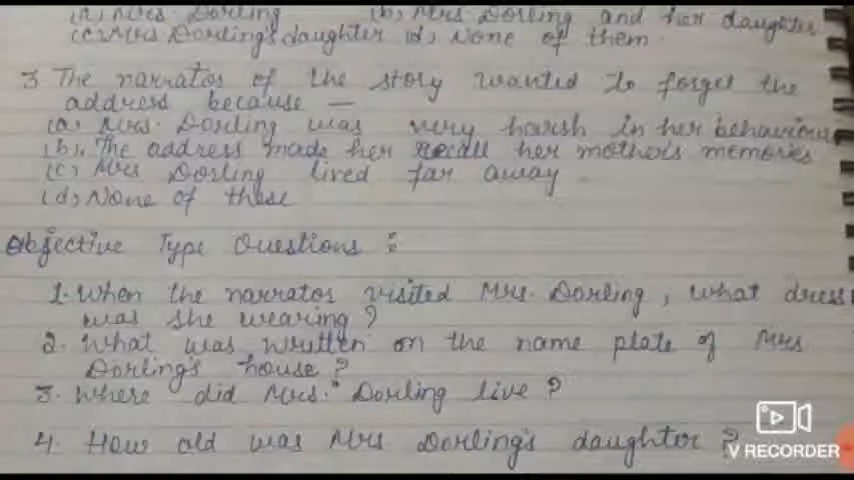 (a) Mrs. Dorling (b) Mrs Dorling and her daughter
(c) Mrs Dorling's daughter (d) None of them.
3 The narrator of the story wanted to forget the
address because —
(a) Mrs. Dorling was very harsh in her behaviour
(b) The address made her recall her mother's memories
(c) Mrs Dorling lived far away
(d) None of these
Objective Type Questions :
1. When the narrator visited Mrs. Dorling, what dress
was she wearing?
2. What was written on the name plate of Mrs
Dorling's house?
3. Where did Mrs. Dorling live?
4. How old was Mrs Dorling's daughter?
V RECORDER